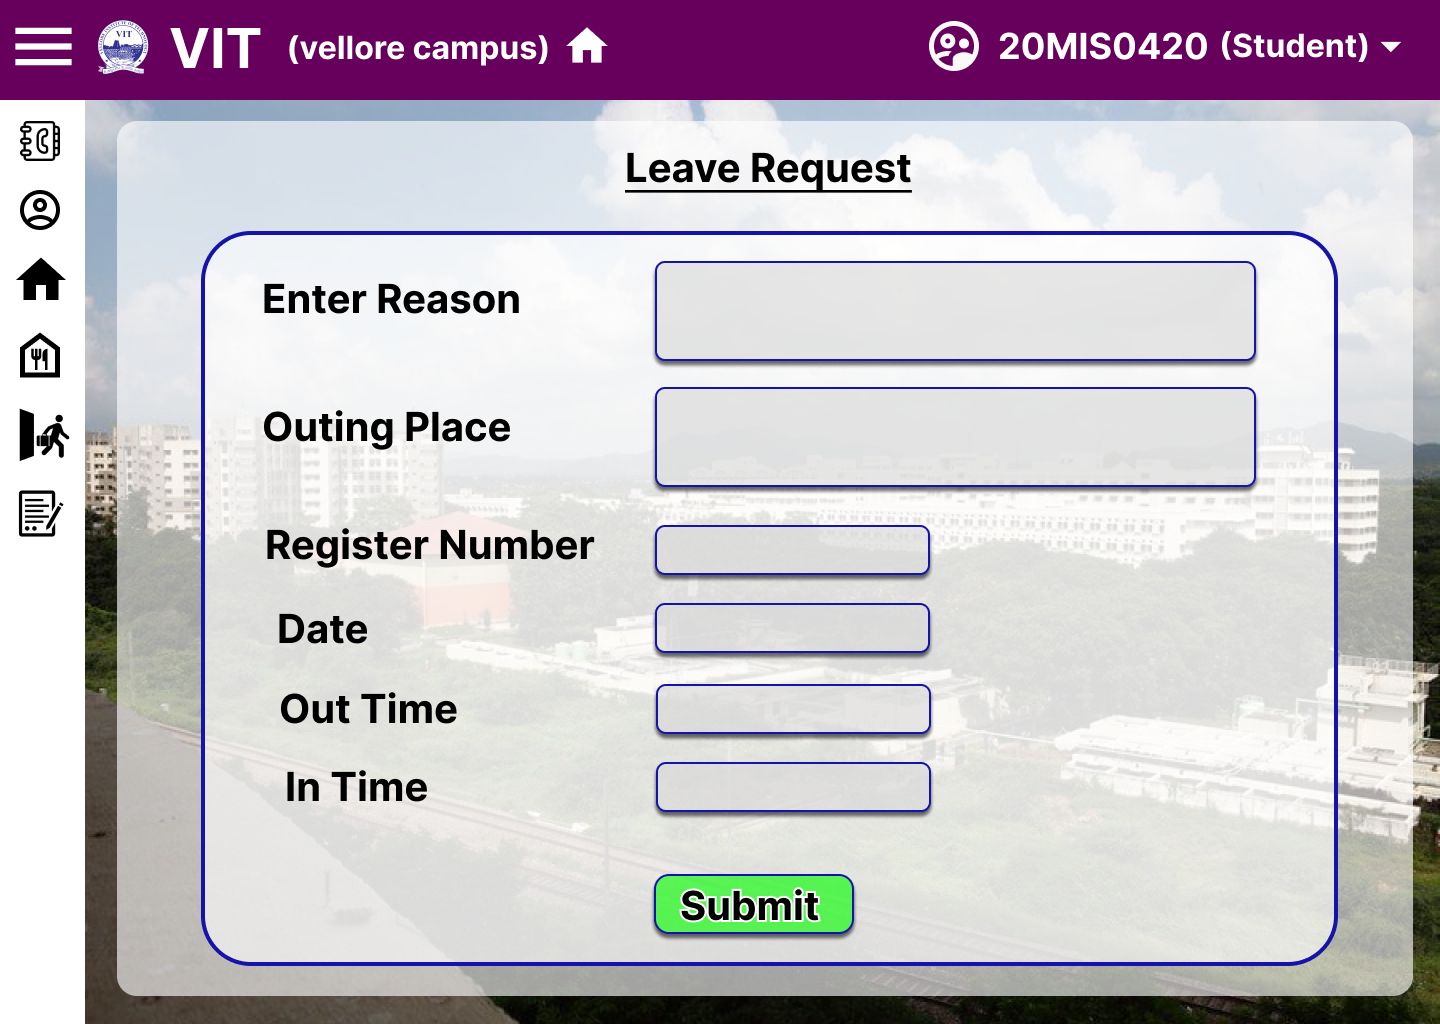 VIT (vellore campus) 20MIS0420 (Student)
VIT
Leave Request
Enter Reason
Outing Place
Register Number
Date
Out Time
In Time
Submit